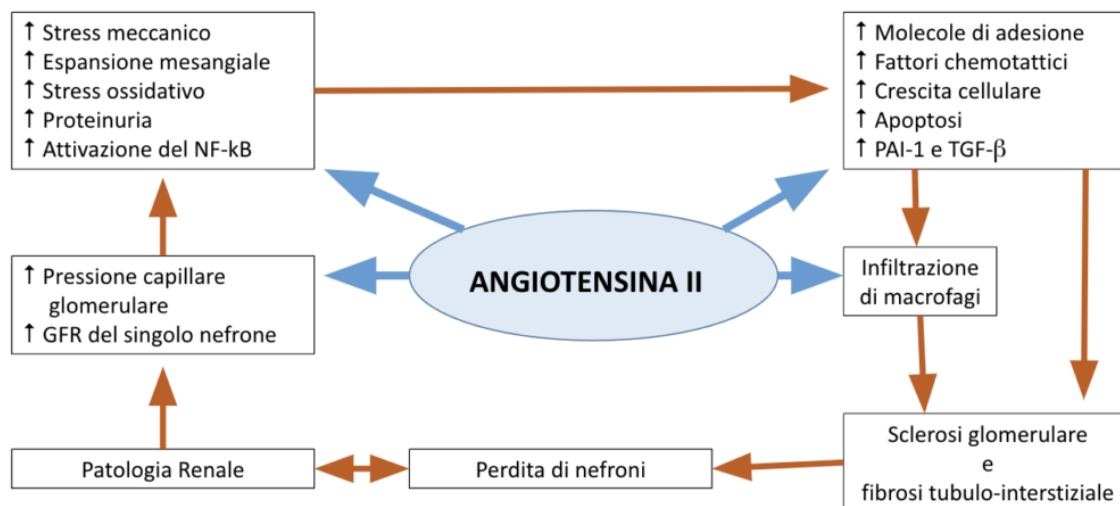 ↑ Stress meccanico
↑ Espansione mesangiale
↑ Stress ossidativo
↑ Proteinuria
↑ Attivazione del NF-kB
↑ Molecole di adesione
↑ Fattori chemotattici
↑ Crescita cellulare
↑ Apoptosi
↑ PAI-1 e TGF-β
↑ Pressione capillare
glomerulare
↑ GFR del singolo nefrone
ANGIOTENSINA II
Infiltrazione
di macrofagi
Patologia Renale
Perdita di nefroni
Sclerosi glomerulare
e
fibrosi tubulo-interstiziale